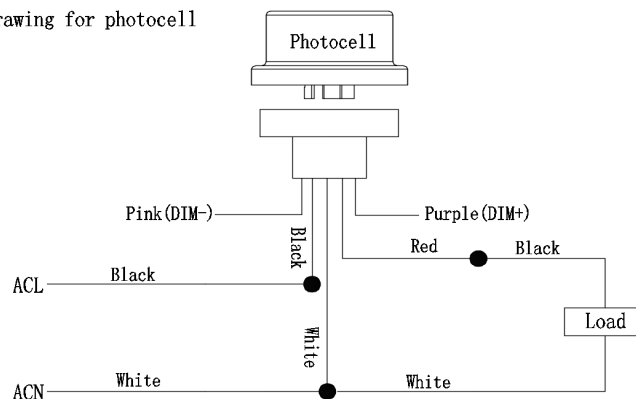 rawing for photocell
Photocell
Pink(DIM-)
Purple(DIM+)
Black
Red
Black
ACL
Black
Load
White
ACN
White
White